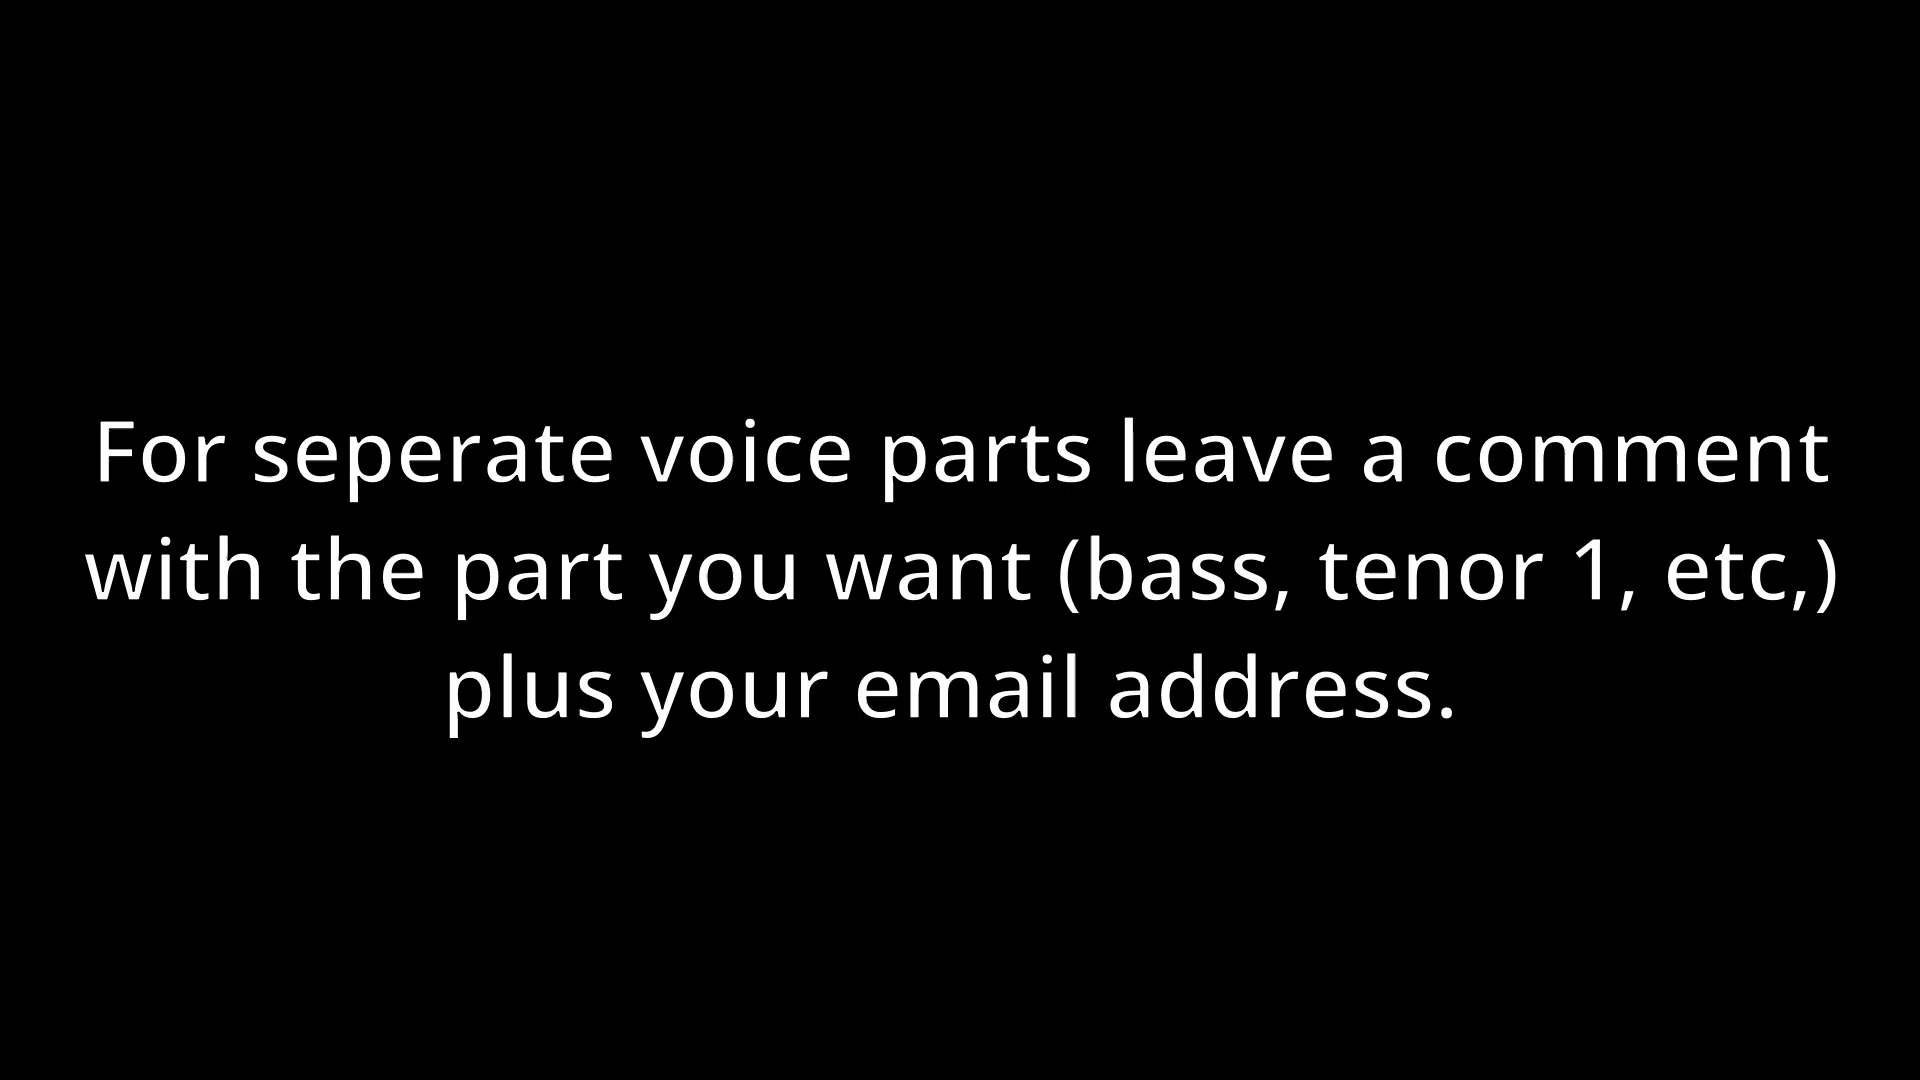 For seperate voice parts leave a comment
with the part you want (bass, tenor 1, etc,)
plus your email address.